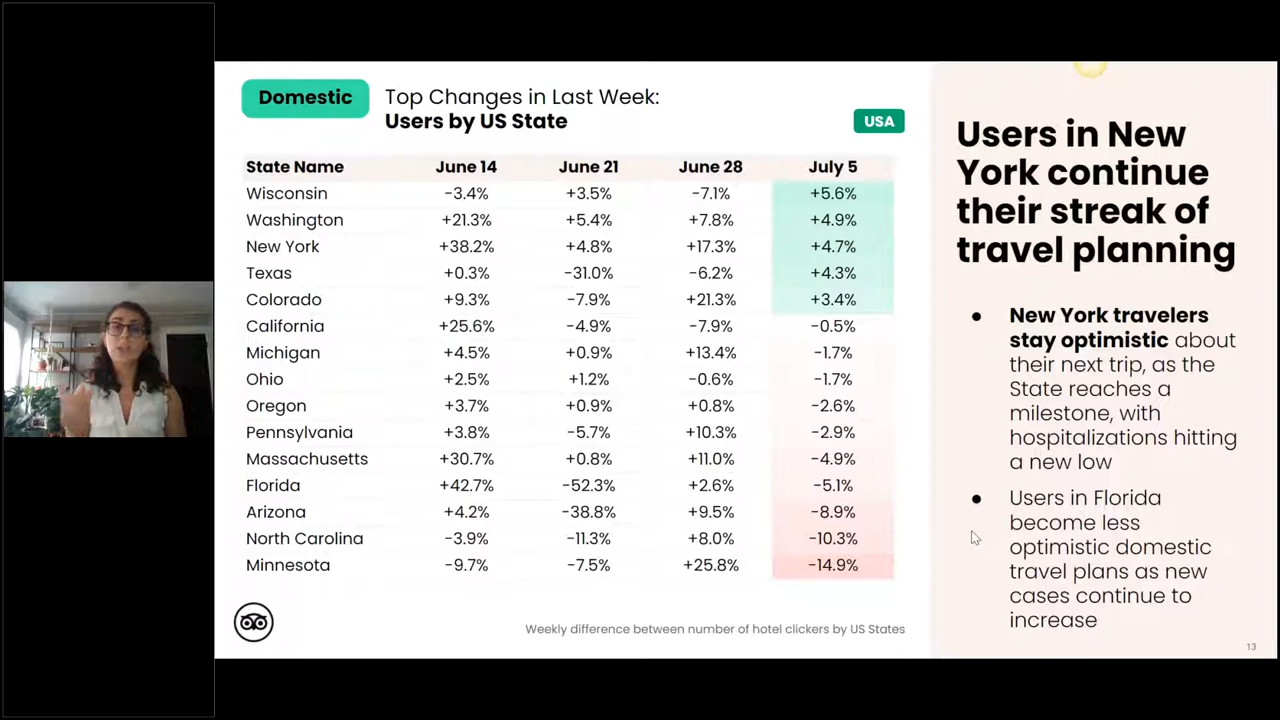 Domestic
Top Changes in Last Week:
Users by US State
USA
State Name June 14 June 21 June 28 July 5
Wisconsin -3.4% +3.5% -7.1% +5.6%
Washington +21.3% +5.4% +7.8% +4.9%
New York +38.2% +4.8% +17.3% +4.7%
Texas +0.3% -31.0% -6.2% +4.3%
Colorado +9.3% -7.9% +21.3% +3.4%
California +25.6% -4.9% -7.9% -0.5%
Michigan +4.5% +0.9% +13.4% -1.7%
Ohio +2.5% +1.2% -0.6% -1.7%
Oregon +3.7% +0.9% +0.8% -2.6%
Pennsylvania +3.8% -5.7% +10.3% -2.9%
Massachusetts +30.7% +0.8% +11.0% -4.9%
Florida +42.7% -52.3% +2.6% -5.1%
Arizona +4.2% -38.8% +9.5% -8.9%
North Carolina -3.9% -11.3% +8.0% -10.3%
Minnesota -9.7% -7.5% +25.8% -14.9%
Weekly difference between number of hotel clickers by US States
Users in New
York continue
their streak of
travel planning
● New York travelers
stay optimistic about
their next trip, as the
State reaches a
milestone, with
hospitalizations hitting
a new low
● Users in Florida
become less
optimistic domestic
travel plans as new
cases continue to
increase
13